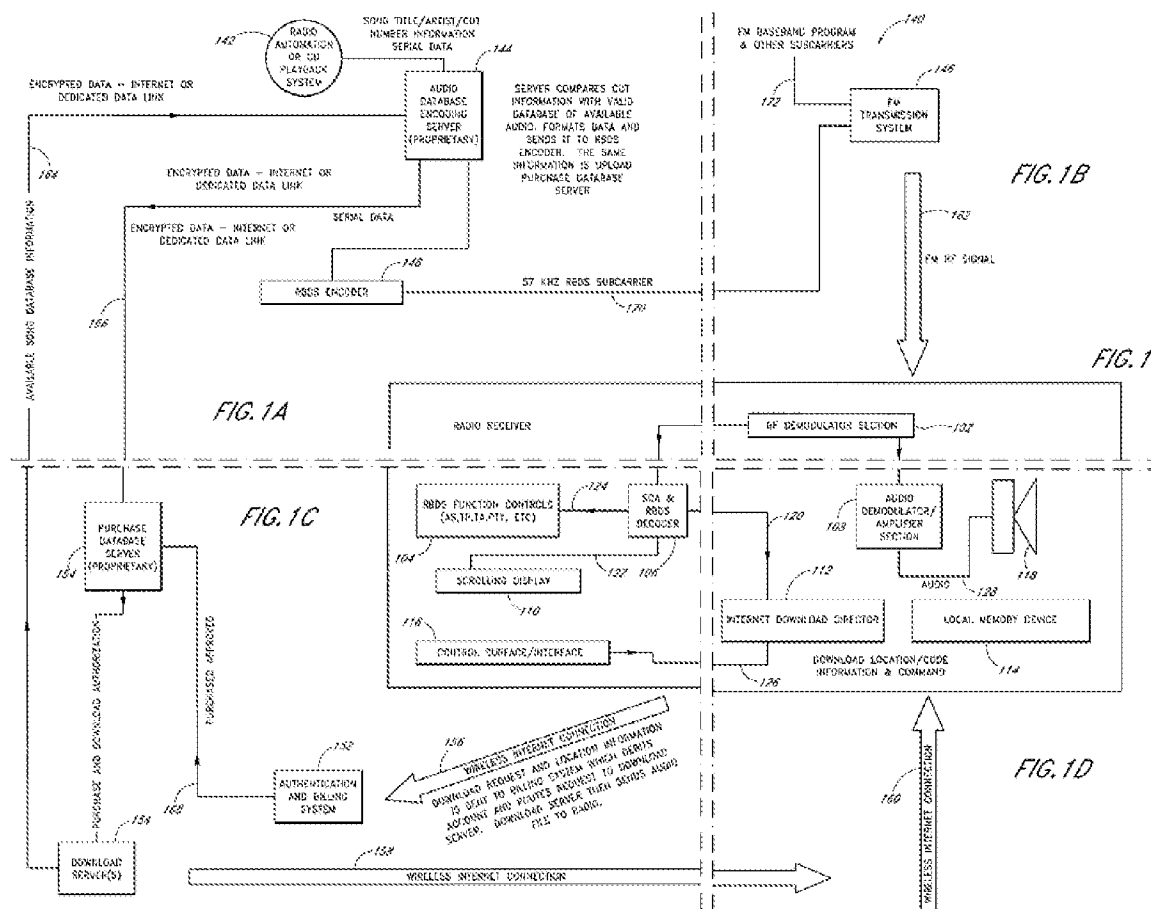 142
RADIO
AUTOMATION
OR CD
PLAYBACK
SYSTEM
SONG TITLE/ARTIST/CUT
NUMBER INFORMATION
SERIAL DATA
144
AUDIO
DATABASE
ENCODING
SERVER
(PROPRIETARY)
SERVER COMPARES CUT
INFORMATION WITH VALID
DATABASE OF AVAILABLE
AUDIO, FORMATS DATA AND
SENDS IT TO RBDS
ENCODER. THE SAME
INFORMATION IS UPLOAD
PURCHASE DATABASE
SERVER
FM BASEBAND PROGRAM
& OTHER SUBCARRIERS
140
122
146
FM
TRANSMISSION
SYSTEM
FIG. 1B
ENCRYPTED DATA - INTERNET OR
DEDICATED DATA LINK
164
ENCRYPTED DATA - INTERNET OR
DEDICATED DATA LINK
SERIAL DATA
ENCRYPTED DATA - INTERNET OR
DEDICATED DATA LINK
162
FM RF SIGNAL
148
RBDS ENCODER
57 KHZ RBDS SUBCARRIER
120
166
AVAILABLE SONG DATABASE INFORMATION
FIG. 1
FIG. 1A
RADIO RECEIVER
RF DEMODULATOR SECTION
102
FIG. 1C
PURCHASE
DATABASE
SERVER
(PROPRIETARY)
RBDS FUNCTION CONTROLS
(AS,TP,TA,PTY, ETC)
104
124
SCA &
RBDS
DECODER
106
132
SCROLLING DISPLAY
110
120
103
AUDIO
DEMODULATOR/
AMPLIFIER
SECTION
118
AUDIO
128
112
INTERNET DOWNLOAD DIRECTOR
LOCAL MEMORY DEVICE
114
116
CONTROL SURFACE/INTERFACE
126
DOWNLOAD LOCATION/CODE
INFORMATION & COMMAND
PURCHASE AND DOWNLOAD AUTHORIZATION
PURCHASED APPROVED
168
152
AUTHENTICATION
AND BILLING
SYSTEM
156
WIRELESS INTERNET CONNECTION
DOWNLOAD REQUEST AND LOCATION INFORMATION
IS SENT TO BILLING SYSTEM WHICH DEBITS
ACCOUNT AND ROUTES REQUEST TO DOWNLOAD
SERVER. DOWNLOAD SERVER THEN SENDS AUDIO
FILE TO RADIO.
FIG. 1D
160
WIRELESS INTERNET CONNECTION
154
DOWNLOAD
SERVER(S)
158
WIRELESS INTERNET CONNECTION